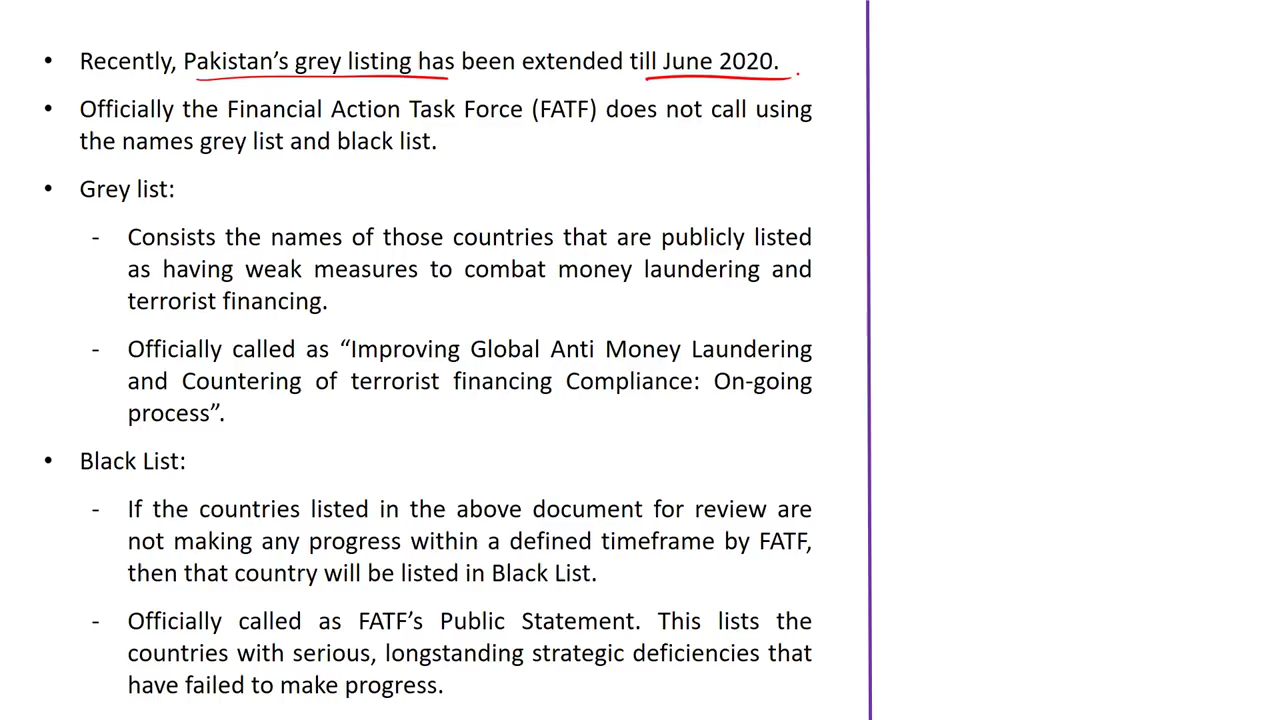 • Recently, Pakistan's grey listing has been extended till June 2020.
• Officially the Financial Action Task Force (FATF) does not call using
the names grey list and black list.
• Grey list:
- Consists the names of those countries that are publicly listed
as having weak measures to combat money laundering and
terrorist financing.
- Officially called as “Improving Global Anti Money Laundering
and Countering of terrorist financing Compliance: On-going
process”.
• Black List:
- If the countries listed in the above document for review are
not making any progress within a defined timeframe by FATF,
then that country will be listed in Black List.
- Officially called as FATF's Public Statement. This lists the
countries with serious, longstanding strategic deficiencies that
have failed to make progress.